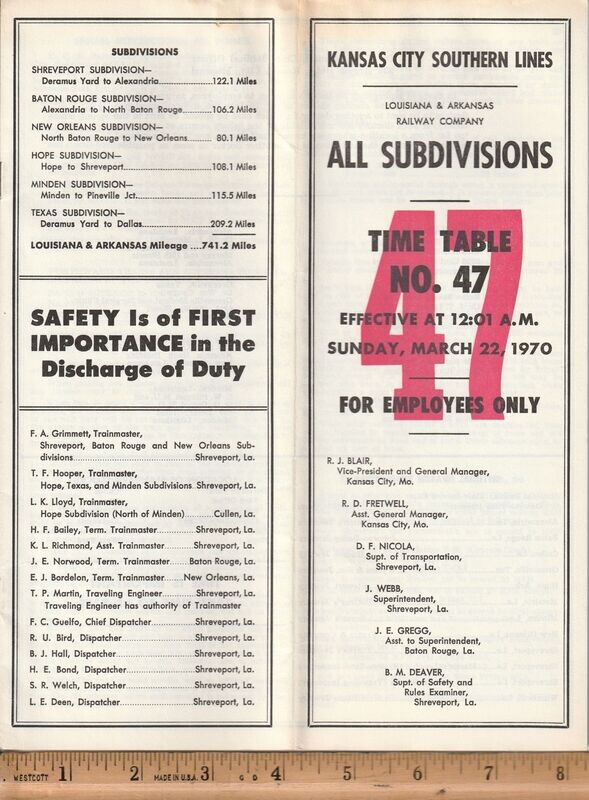 SUBDIVISIONS
SHREVEPORT SUBDIVISION—
Deramus Yard to Alexandria....................122.1 Miles
BATON ROUGE SUBDIVISION—
Alexandria to North Baton Rouge..........106.2 Miles
NEW ORLEANS SUBDIVISION—
North Baton Rouge to New Orleans......... 80.1 Miles
HOPE SUBDIVISION—
Hope to Shreveport................................108.1 Miles
MINDEN SUBDIVISION—
Minden to Pineville Jct...........................115.5 Miles
TEXAS SUBDIVISION—
Deramus Yard to Dallas.........................209.2 Miles
LOUISIANA & ARKANSAS Mileage ....741.2 Miles
SAFETY Is of FIRST
IMPORTANCE in the
Discharge of Duty
F. A. Grimmett, Trainmaster,
Shreveport, Baton Rouge and New Orleans Sub-
divisions....................................Shreveport, La.
T. F. Hooper, Trainmaster,
Hope, Texas, and Minden Subdivisions..Shreveport, La.
L. K. Lloyd, Trainmaster,
Hope Subdivision (North of Minden)..........Cullen, La.
H. F. Bailey, Term. Trainmaster..............Shreveport, La.
K. L. Richmond, Asst. Trainmaster..........Shreveport, La.
J. E. Norwood, Term. Trainmaster......Baton Rouge, La.
E. J. Bordelon, Term. Trainmaster......New Orleans, La.
T. P. Martin, Traveling Engineer............Shreveport, La.
Traveling Engineer has authority of Trainmaster
F. C. Guelfo, Chief Dispatcher................Shreveport, La.
R. U. Bird, Dispatcher..........................Shreveport, La.
B. J. Hall, Dispatcher...........................Shreveport, La.
H. E. Bond, Dispatcher.........................Shreveport, La.
S. R. Welch, Dispatcher........................Shreveport, La.
L. E. Deen, Dispatcher.........................Shreveport, La.
KANSAS CITY SOUTHERN LINES
LOUISIANA & ARKANSAS
RAILWAY COMPANY
ALL SUBDIVISIONS
47
TIME TABLE
NO. 47
EFFECTIVE AT 12:01 A.M.
SUNDAY, MARCH 22, 1970
FOR EMPLOYEES ONLY
R. J. BLAIR,
Vice-President and General Manager,
Kansas City, Mo.
R. D. FRETWELL,
Asst. General Manager,
Kansas City, Mo.
D. F. NICOLA,
Supt. of Transportation,
Shreveport, La.
J. WEBB,
Superintendent,
Shreveport, La.
J. E. GREGG,
Asst. to Superintendent,
Baton Rouge, La.
B. M. DEAVER,
Supt. of Safety and
Rules Examiner,
Shreveport, La.
WESTCOTT 1 2 MADE IN U.S.A. 3 G D 4 5 6 7 8